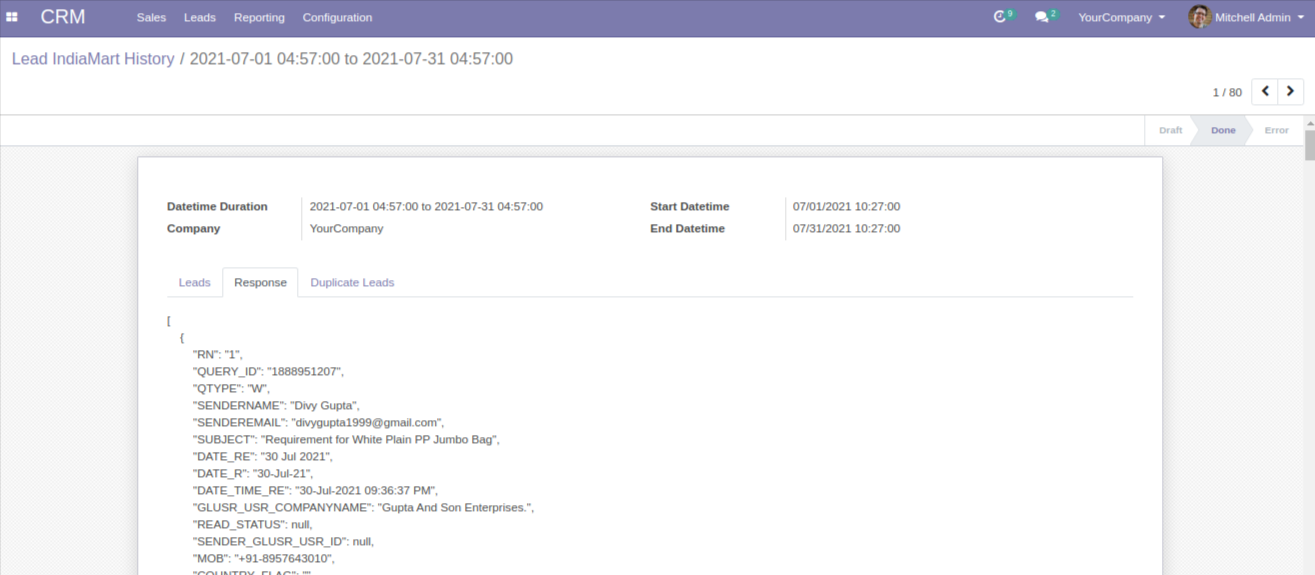 CRM Sales Leads Reporting Configuration 9 2 YourCompany Mitchell Admin
Lead IndiaMart History / 2021-07-01 04:57:00 to 2021-07-31 04:57:00
1 / 80
Draft Done Error
Datetime Duration 2021-07-01 04:57:00 to 2021-07-31 04:57:00 Start Datetime 07/01/2021 10:27:00
Company YourCompany End Datetime 07/31/2021 10:27:00
Leads Response Duplicate Leads
[
{
"RN": "1",
"QUERY_ID": "1888951207",
"QTYPE": "W",
"SENDERNAME": "Divy Gupta",
"SENDEREMAIL": "divygupta1999@gmail.com",
"SUBJECT": "Requirement for White Plain PP Jumbo Bag",
"DATE_RE": "30 Jul 2021",
"DATE_R": "30-Jul-21",
"DATE_TIME_RE": "30-Jul-2021 09:36:37 PM",
"GLUSR_USR_COMPANYNAME": "Gupta And Son Enterprises.",
"READ_STATUS": null,
"SENDER_GLUSR_USR_ID": null,
"MOB": "+91-8957643010",
"COUNTRY_FLAG": ""